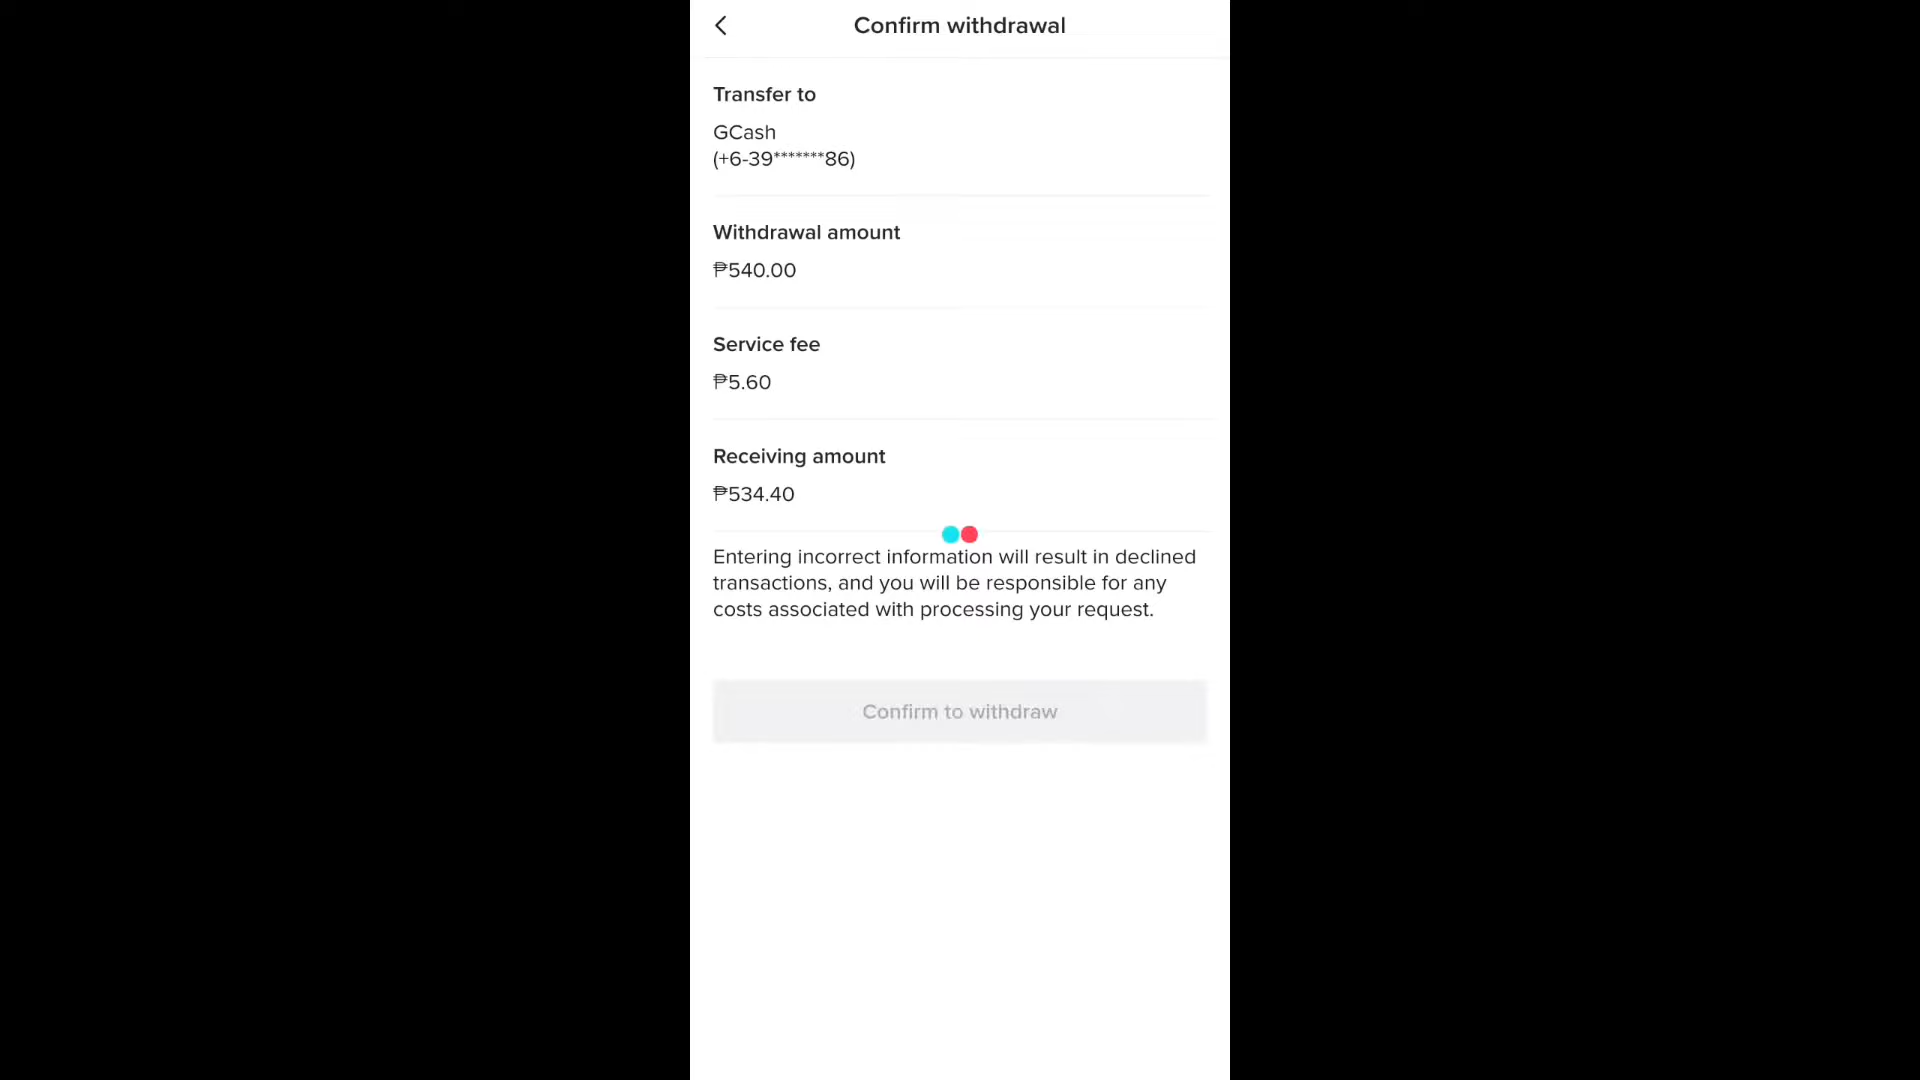 Confirm withdrawal
Transfer to
GCash
(+6-39*******86)
Withdrawal amount
₱540.00
Service fee
₱5.60
Receiving amount
₱534.40
Entering incorrect information will result in declined
transactions, and you will be responsible for any
costs associated with processing your request.
Confirm to withdraw